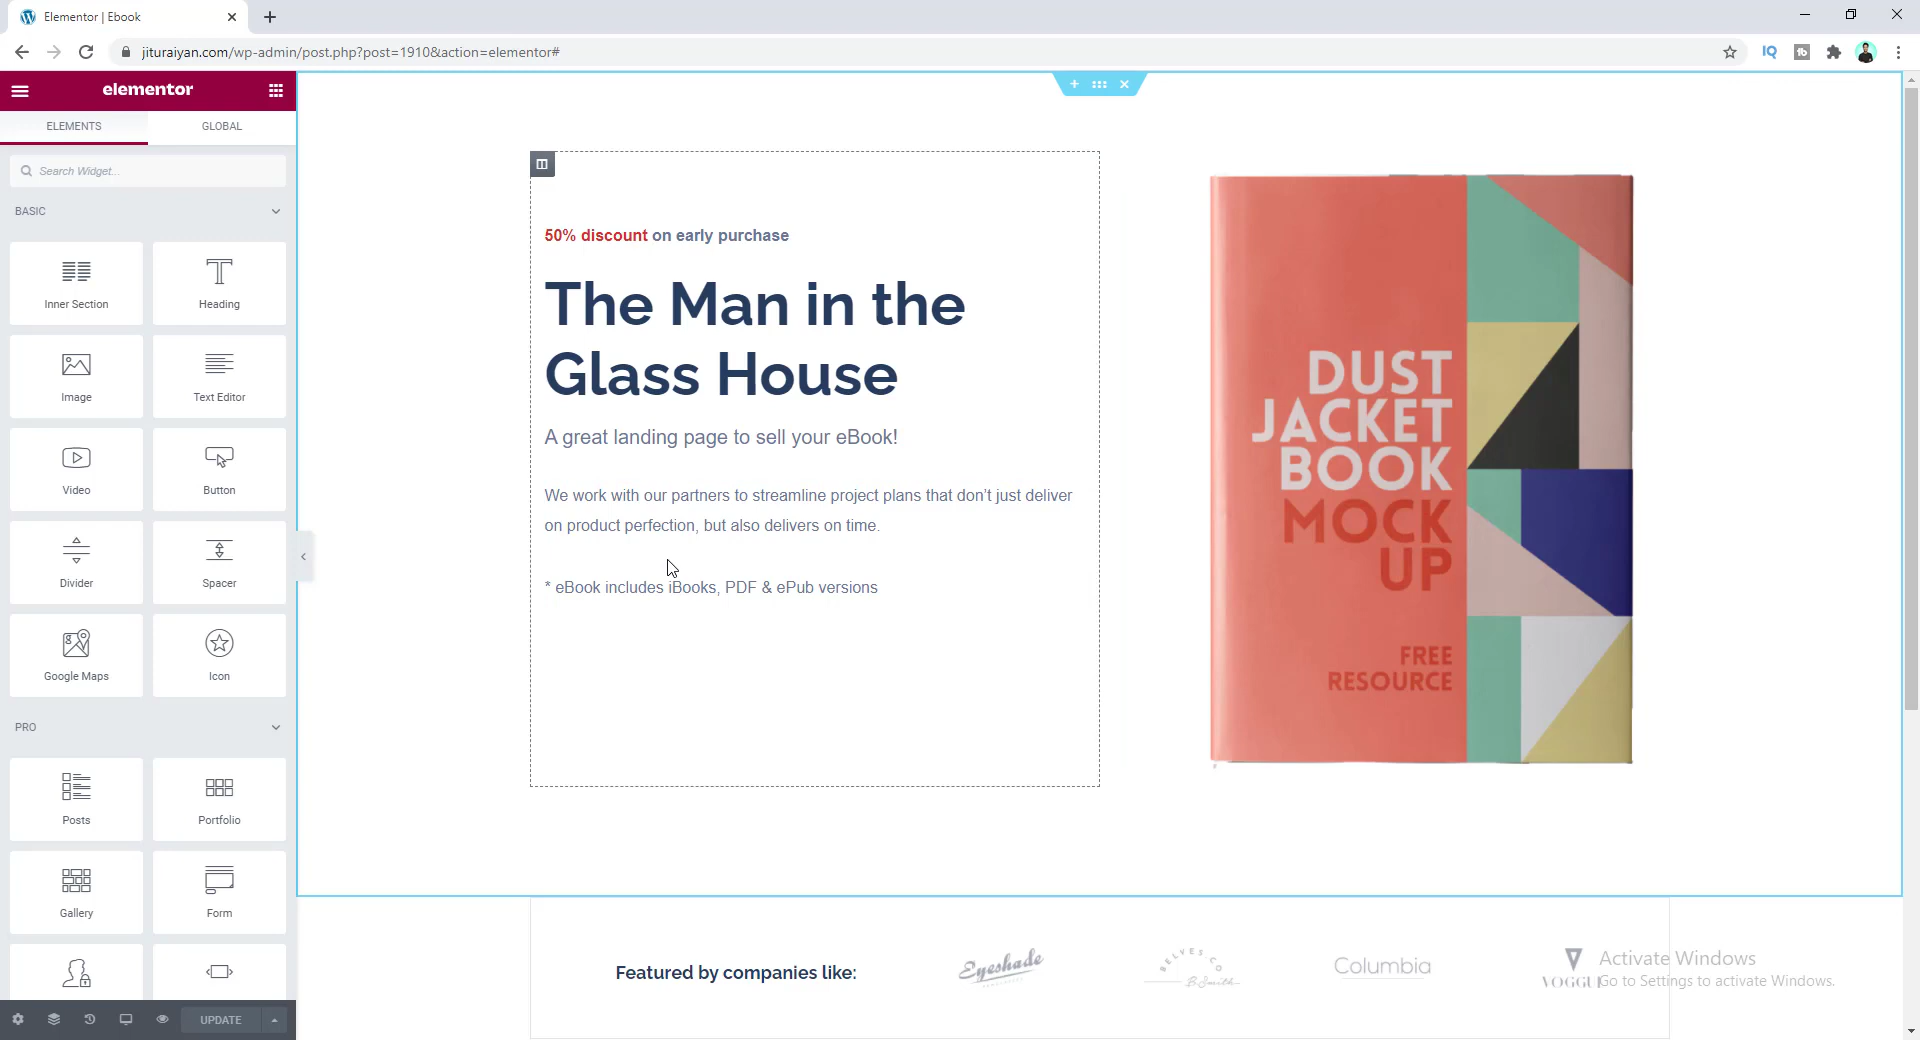 Elementor | Ebook
jituraiyan.com/wp-admin/post.php?post=1910&action=elementor#
elementor
ELEMENTS GLOBAL
Search Widget...
BASIC
Inner Section Heading
Image Text Editor
Video Button
Divider Spacer
Google Maps Icon
PRO
Posts Portfolio
Gallery Form
UPDATE
50% discount on early purchase
The Man in the
Glass House
A great landing page to sell your eBook!
We work with our partners to streamline project plans that don’t just deliver
on product perfection, but also delivers on time.
* eBook includes iBooks, PDF & ePub versions
DUST
JACKET
BOOK
MOCK
UP
FREE
RESOURCE
Featured by companies like:
Eyeshade
BELVES CO
B.Smith
Columbia
Activate Windows
Go to Settings to activate Windows.